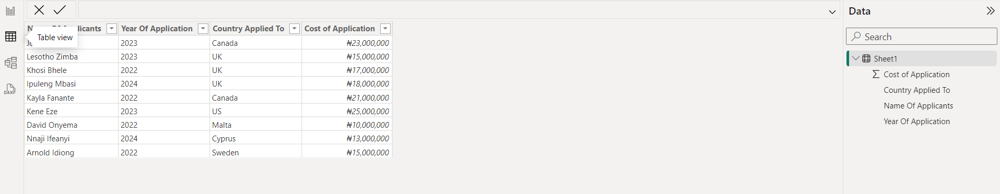 Data
Name Of Applicants Year Of Application Country Applied To Cost of Application
Table view
2023 Canada ₦23,000,000
Lesotho Zimba 2023 UK ₦15,000,000
Khosi Bhele 2022 UK ₦17,000,000
Ipuleng Mbasi 2024 UK ₦18,000,000
Kayla Fanante 2022 Canada ₦21,000,000
Kene Eze 2023 US ₦25,000,000
David Onyema 2022 Malta ₦10,000,000
Nnaji Ifeanyi 2024 Cyprus ₦13,000,000
Arnold Idiong 2022 Sweden ₦15,000,000
DAX
Search
Sheet1
Cost of Application
Country Applied To
Name Of Applicants
Year Of Application